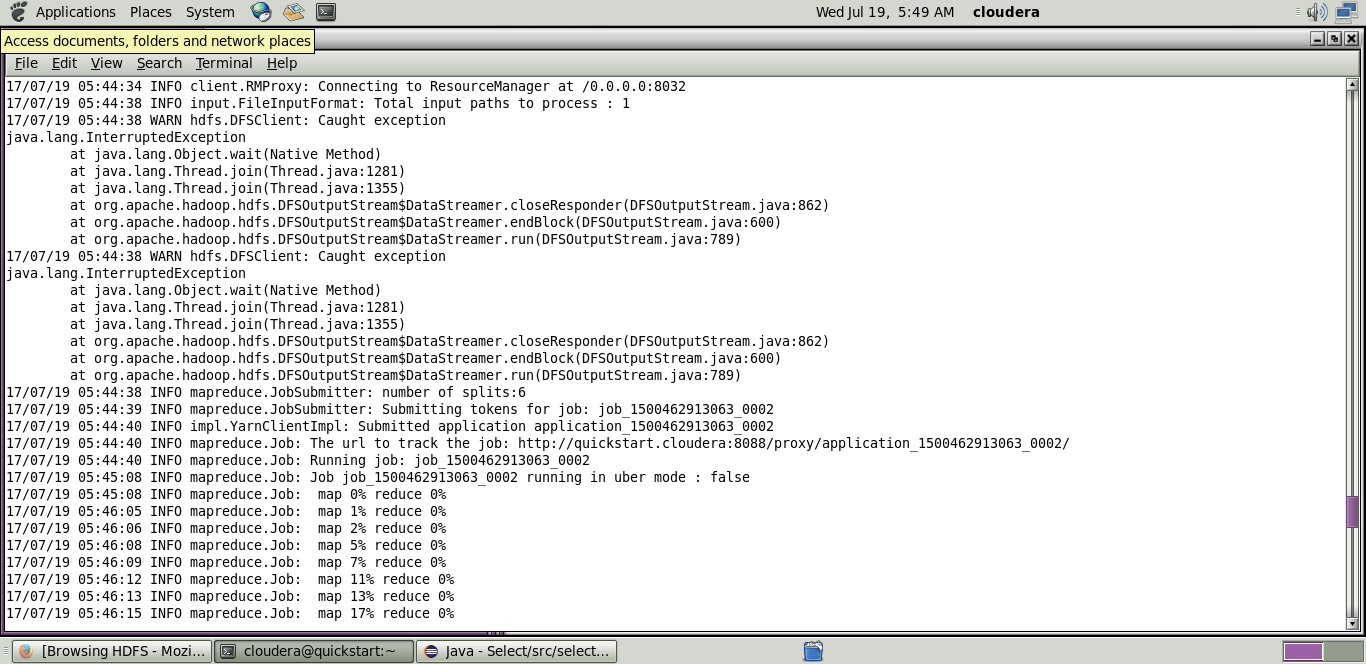 Applications Places System Wed Jul 19, 5:49 AM cloudera
Access documents, folders and network places
File Edit View Search Terminal Help
17/07/19 05:44:34 INFO client.RMProxy: Connecting to ResourceManager at /0.0.0.0:8032
17/07/19 05:44:38 INFO input.FileInputFormat: Total input paths to process : 1
17/07/19 05:44:38 WARN hdfs.DFSClient: Caught exception
java.lang.InterruptedException
at java.lang.Object.wait(Native Method)
at java.lang.Thread.join(Thread.java:1281)
at java.lang.Thread.join(Thread.java:1355)
at org.apache.hadoop.hdfs.DFSOutputStream$DataStreamer.closeResponder(DFSOutputStream.java:862)
at org.apache.hadoop.hdfs.DFSOutputStream$DataStreamer.endBlock(DFSOutputStream.java:600)
at org.apache.hadoop.hdfs.DFSOutputStream$DataStreamer.run(DFSOutputStream.java:789)
17/07/19 05:44:38 WARN hdfs.DFSClient: Caught exception
java.lang.InterruptedException
at java.lang.Object.wait(Native Method)
at java.lang.Thread.join(Thread.java:1281)
at java.lang.Thread.join(Thread.java:1355)
at org.apache.hadoop.hdfs.DFSOutputStream$DataStreamer.closeResponder(DFSOutputStream.java:862)
at org.apache.hadoop.hdfs.DFSOutputStream$DataStreamer.endBlock(DFSOutputStream.java:600)
at org.apache.hadoop.hdfs.DFSOutputStream$DataStreamer.run(DFSOutputStream.java:789)
17/07/19 05:44:38 INFO mapreduce.JobSubmitter: number of splits:6
17/07/19 05:44:39 INFO mapreduce.JobSubmitter: Submitting tokens for job: job_1500462913063_0002
17/07/19 05:44:40 INFO impl.YarnClientImpl: Submitted application application_1500462913063_0002
17/07/19 05:44:40 INFO mapreduce.Job: The url to track the job: http://quickstart.cloudera:8088/proxy/application_1500462913063_0002/
17/07/19 05:44:40 INFO mapreduce.Job: Running job: job_1500462913063_0002
17/07/19 05:45:08 INFO mapreduce.Job: Job job_1500462913063_0002 running in uber mode : false
17/07/19 05:45:08 INFO mapreduce.Job:  map 0% reduce 0%
17/07/19 05:46:05 INFO mapreduce.Job:  map 1% reduce 0%
17/07/19 05:46:06 INFO mapreduce.Job:  map 2% reduce 0%
17/07/19 05:46:08 INFO mapreduce.Job:  map 5% reduce 0%
17/07/19 05:46:09 INFO mapreduce.Job:  map 7% reduce 0%
17/07/19 05:46:12 INFO mapreduce.Job:  map 11% reduce 0%
17/07/19 05:46:13 INFO mapreduce.Job:  map 13% reduce 0%
17/07/19 05:46:15 INFO mapreduce.Job:  map 17% reduce 0%
[Browsing HDFS - Mozi... cloudera@quickstart:~ Java - Select/src/select...